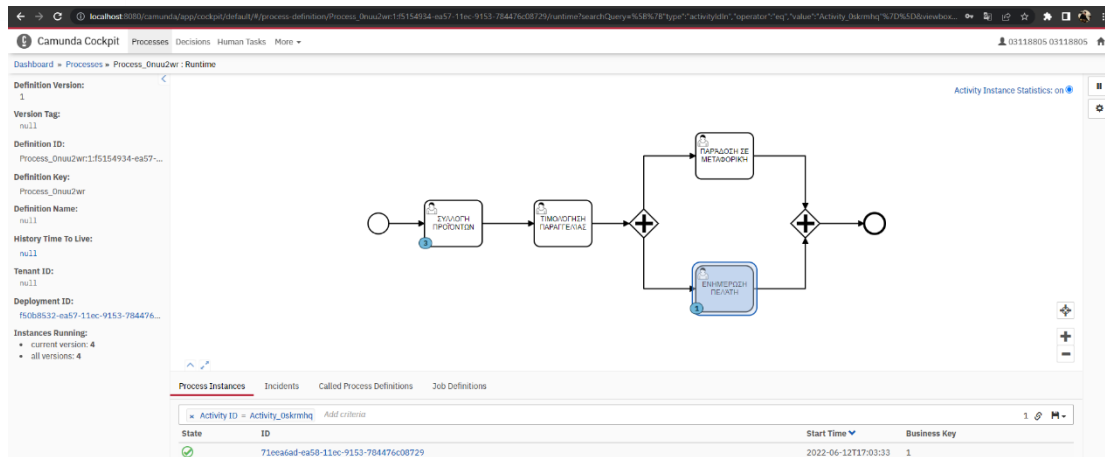 localhost:8080/camunda/app/cockpit/default/#/process-definition/Process_0nuu2wr:1:f5154934-ea57-11ec-9153-784476c08729/runtime?searchQuery=%5B%7B"type":"activityIdIn","operator":"eq","value":"Activity_0skrmhq"%7D%5D&viewbox...
Camunda Cockpit Processes Decisions Human Tasks More
03118805 03118805
Dashboard » Processes » Process_0nuu2wr : Runtime
Definition Version:
1
Version Tag:
null
Definition ID:
Process_0nuu2wr:1:f5154934-ea57-...
Definition Key:
Process_0nuu2wr
Definition Name:
null
History Time To Live:
null
Tenant ID:
null
Deployment ID:
f50b8532-ea57-11ec-9153-784476...
Instances Running:
• current version: 4
• all versions: 4
Activity Instance Statistics: on
ΣΥΛΛΟΓΗ
ΠΡΟΪΟΝΤΩΝ
3
ΤΙΜΟΛΟΓΗΣΗ
ΠΑΡΑΓΓΕΛΙΑΣ
ΠΑΡΑΔΟΣΗ ΣΕ
ΜΕΤΑΦΟΡΙΚΗ
ΕΝΗΜΕΡΩΣΗ
ΠΕΛΑΤΗ
1
Process Instances Incidents Called Process Definitions Job Definitions
× Activity ID = Activity_0skrmhq Add criteria 1
State ID Start Time Business Key
71eea6ad-ea58-11ec-9153-784476c08729 2022-06-12T17:03:33 1